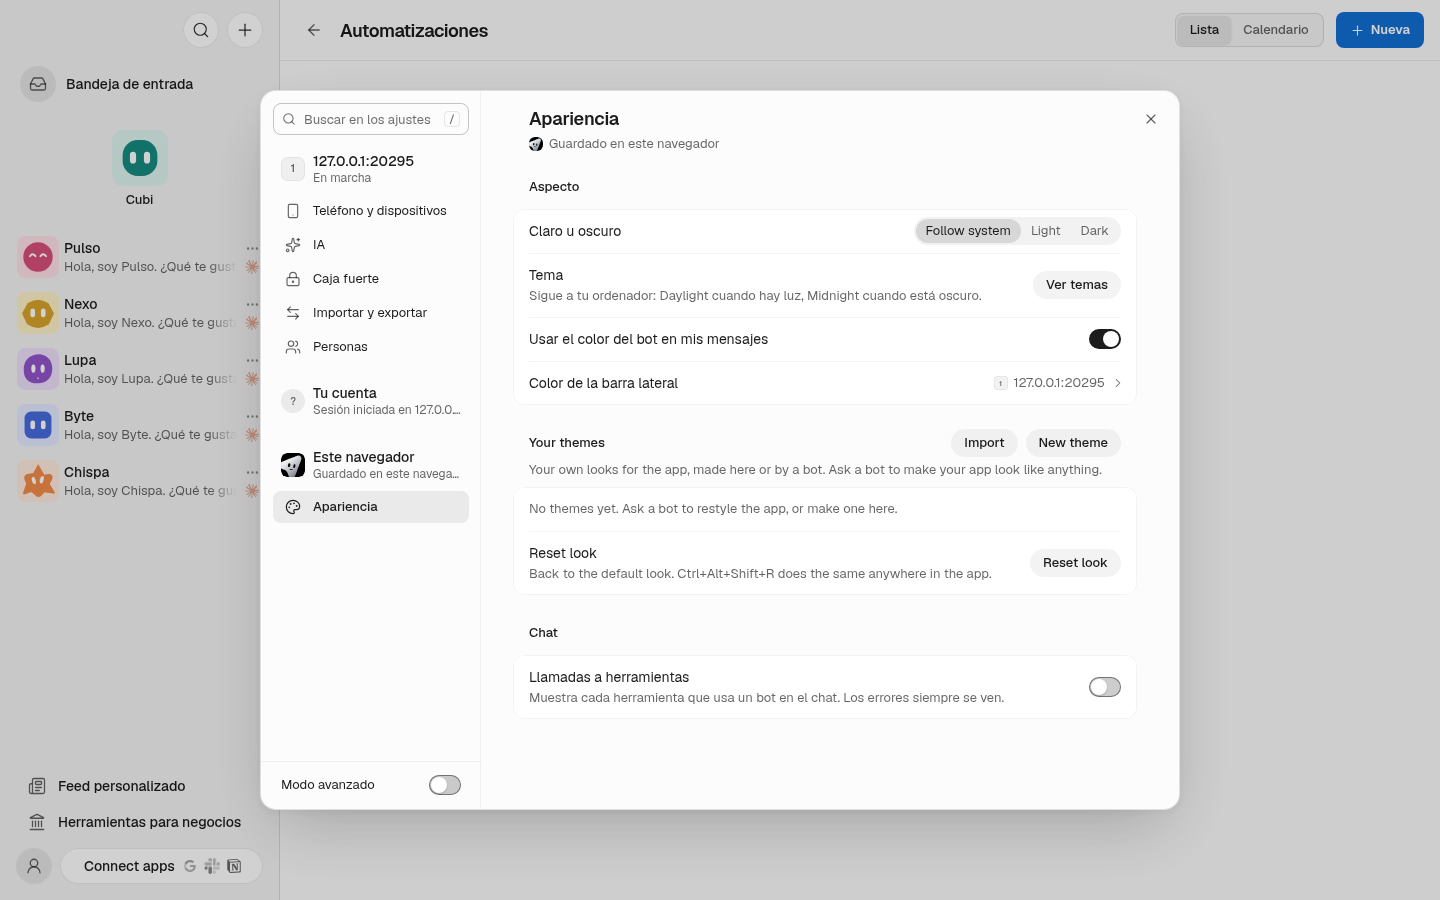 Automatizaciones
Lista
Calendario
Nueva
Bandeja de entrada
Cubi
Pulso
Hola, soy Pulso. ¿Qué te gust
Nexo
Hola, soy Nexo. ¿Qué te gust
Lupa
Hola, soy Lupa. ¿Qué te gust
Byte
Hola, soy Byte. ¿Qué te gust
Chispa
Hola, soy Chispa. ¿Qué te gu
Feed personalizado
Herramientas para negocios
Connect apps
Buscar en los ajustes
/
1
127.0.0.1:20295
En marcha
Teléfono y dispositivos
IA
Caja fuerte
Importar y exportar
Personas
?
Tu cuenta
Sesión iniciada en 127.0.0...
Este navegador
Guardado en este navega...
Apariencia
Modo avanzado
Apariencia
Guardado en este navegador
Aspecto
Claro u oscuro
Follow system
Light
Dark
Tema
Sigue a tu ordenador: Daylight cuando hay luz, Midnight cuando está oscuro.
Ver temas
Usar el color del bot en mis mensajes
Color de la barra lateral
1
127.0.0.1:20295
Your themes
Import
New theme
Your own looks for the app, made here or by a bot. Ask a bot to make your app look like anything.
No themes yet. Ask a bot to restyle the app, or make one here.
Reset look
Back to the default look. Ctrl+Alt+Shift+R does the same anywhere in the app.
Reset look
Chat
Llamadas a herramientas
Muestra cada herramienta que usa un bot en el chat. Los errores siempre se ven.